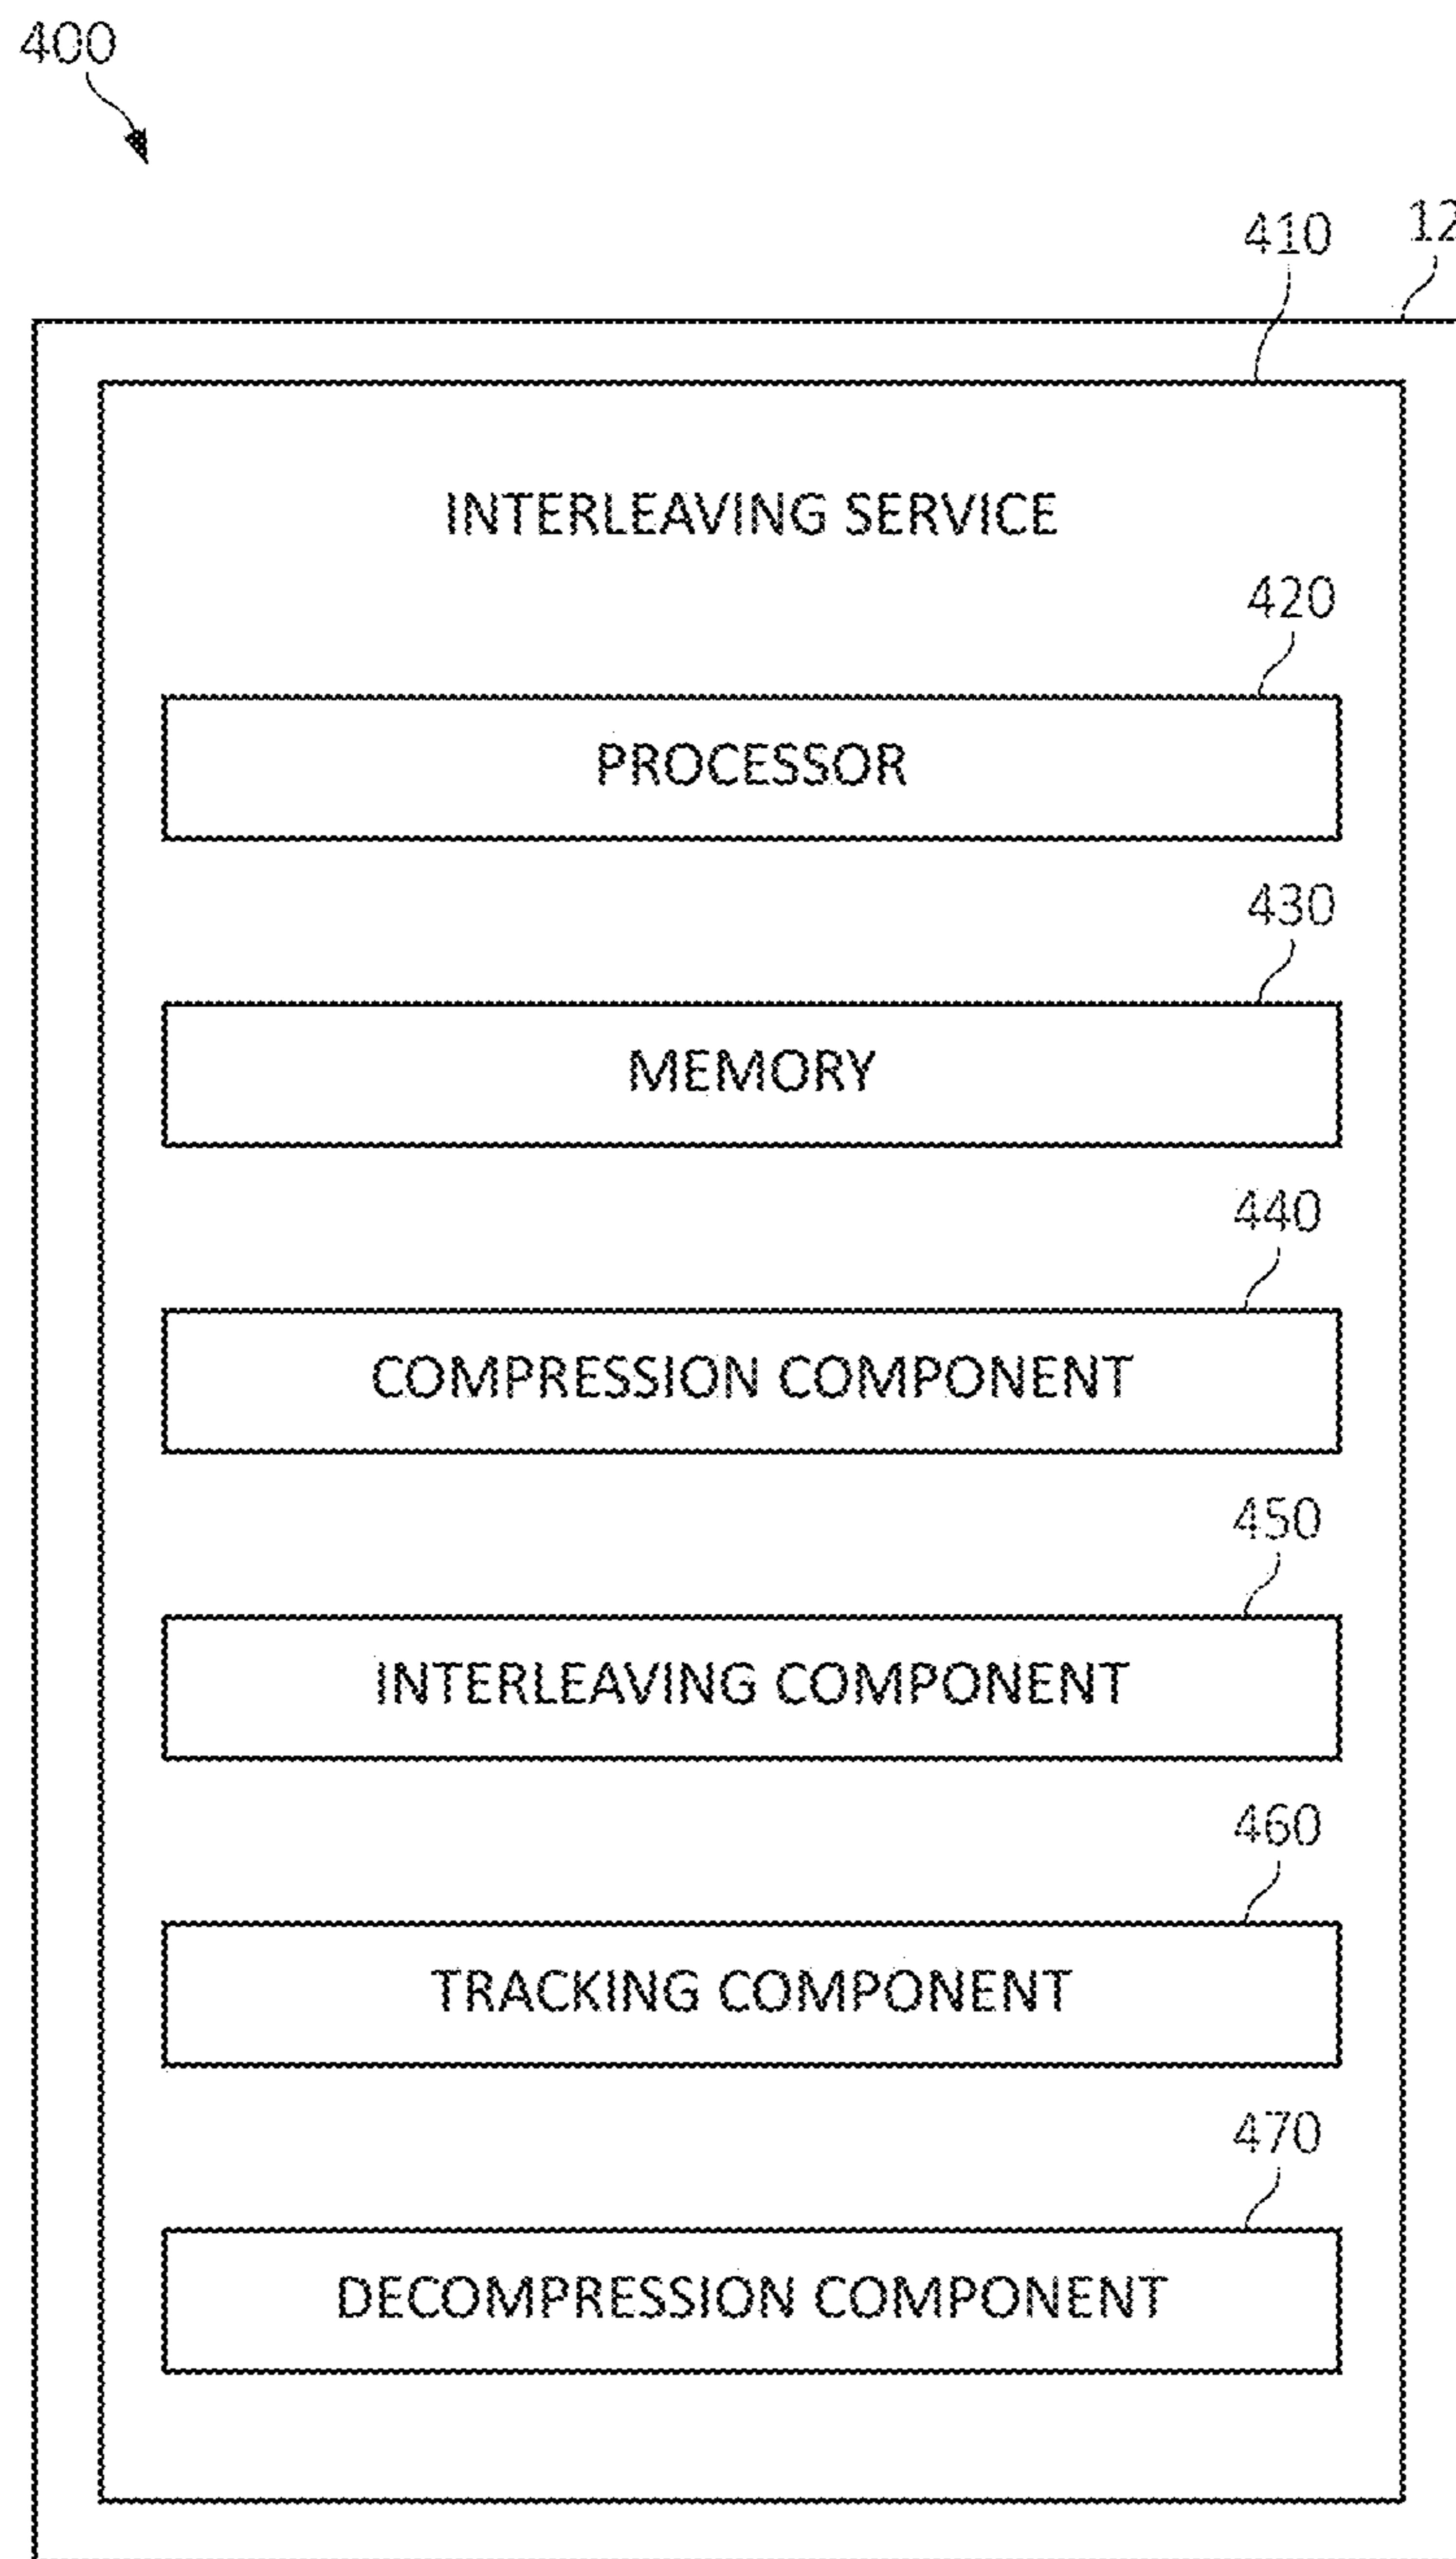 400
410
12
INTERLEAVING SERVICE
420
PROCESSOR
430
MEMORY
440
COMPRESSION COMPONENT
450
INTERLEAVING COMPONENT
460
TRACKING COMPONENT
470
DECOMPRESSION COMPONENT